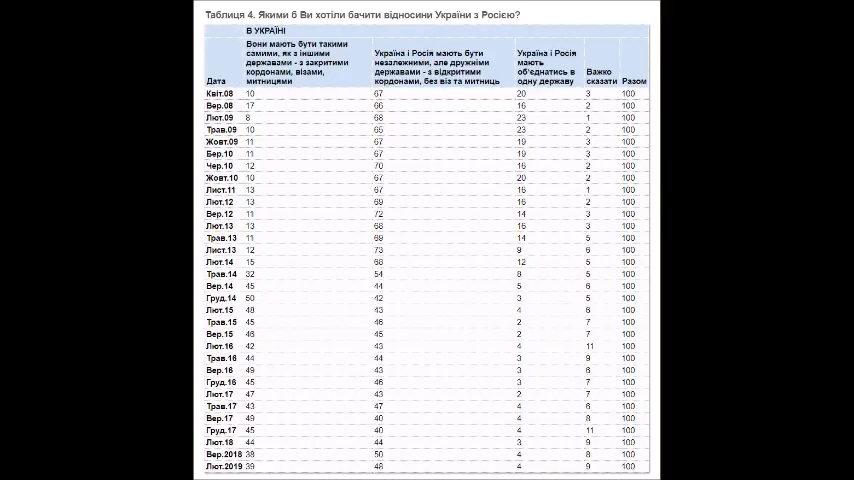 Таблиця 4. Якими б Ви хотіли бачити відносини України з Росією?
В УКРАЇНІ
Дата Вони мають бути такими самими, як з іншими державами - з закритими кордонами, візами, митницями Україна і Росія мають бути незалежними, але дружніми державами - з відкритими кордонами, без віз та митниць Україна і Росія мають об'єднатись в одну державу Важко сказати Разом
Квіт.08 10 67 20 3 100
Вер.08 17 66 16 2 100
Лют.09 8 68 23 1 100
Трав.09 10 65 23 2 100
Жовт.09 11 67 19 3 100
Бер.10 11 67 19 3 100
Чер.10 12 70 16 2 100
Жовт.10 10 67 20 2 100
Лист.11 13 67 16 1 100
Лют.12 13 69 16 2 100
Вер.12 11 72 14 3 100
Лют.13 13 68 16 3 100
Трав.13 11 69 14 5 100
Лист.13 12 73 9 6 100
Лют.14 15 68 12 5 100
Трав.14 32 54 8 5 100
Вер.14 45 44 5 6 100
Груд.14 50 42 3 5 100
Лют.15 48 43 4 6 100
Трав.15 45 46 2 7 100
Вер.15 46 45 2 7 100
Лют.16 42 43 4 11 100
Трав.16 44 44 3 9 100
Вер.16 49 43 3 6 100
Груд.16 45 46 3 7 100
Лют.17 47 43 2 7 100
Трав.17 43 47 4 6 100
Вер.17 49 40 4 8 100
Груд.17 45 40 4 11 100
Лют.18 44 44 3 9 100
Вер.2018 38 50 4 8 100
Лют.2019 39 48 4 9 100